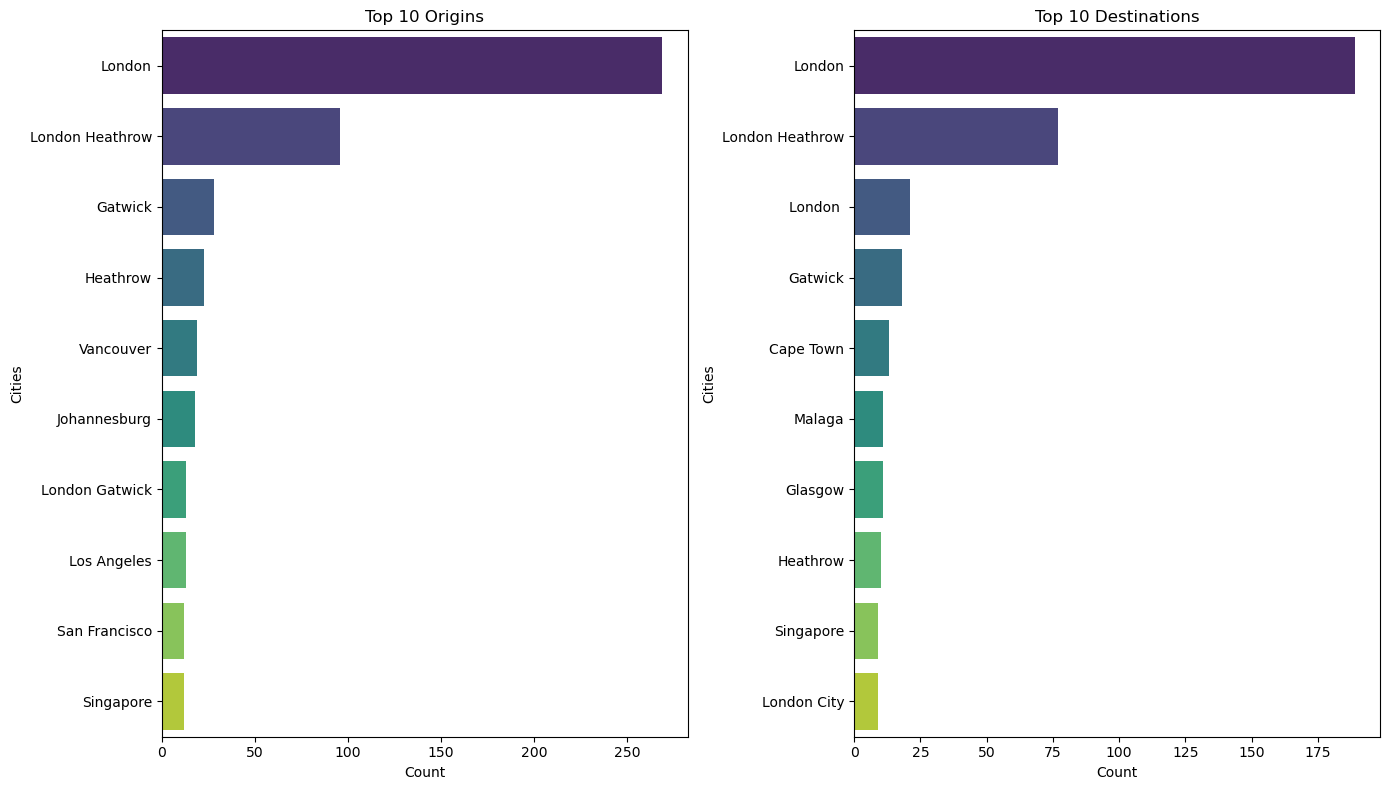 Top 10 Origins
Cities
London
London Heathrow
Gatwick
Heathrow
Vancouver
Johannesburg
London Gatwick
Los Angeles
San Francisco
Singapore
0 50 100 150 200 250
Count
Top 10 Destinations
Cities
London
London Heathrow
London
Gatwick
Cape Town
Malaga
Glasgow
Heathrow
Singapore
London City
0 25 50 75 100 125 150 175
Count